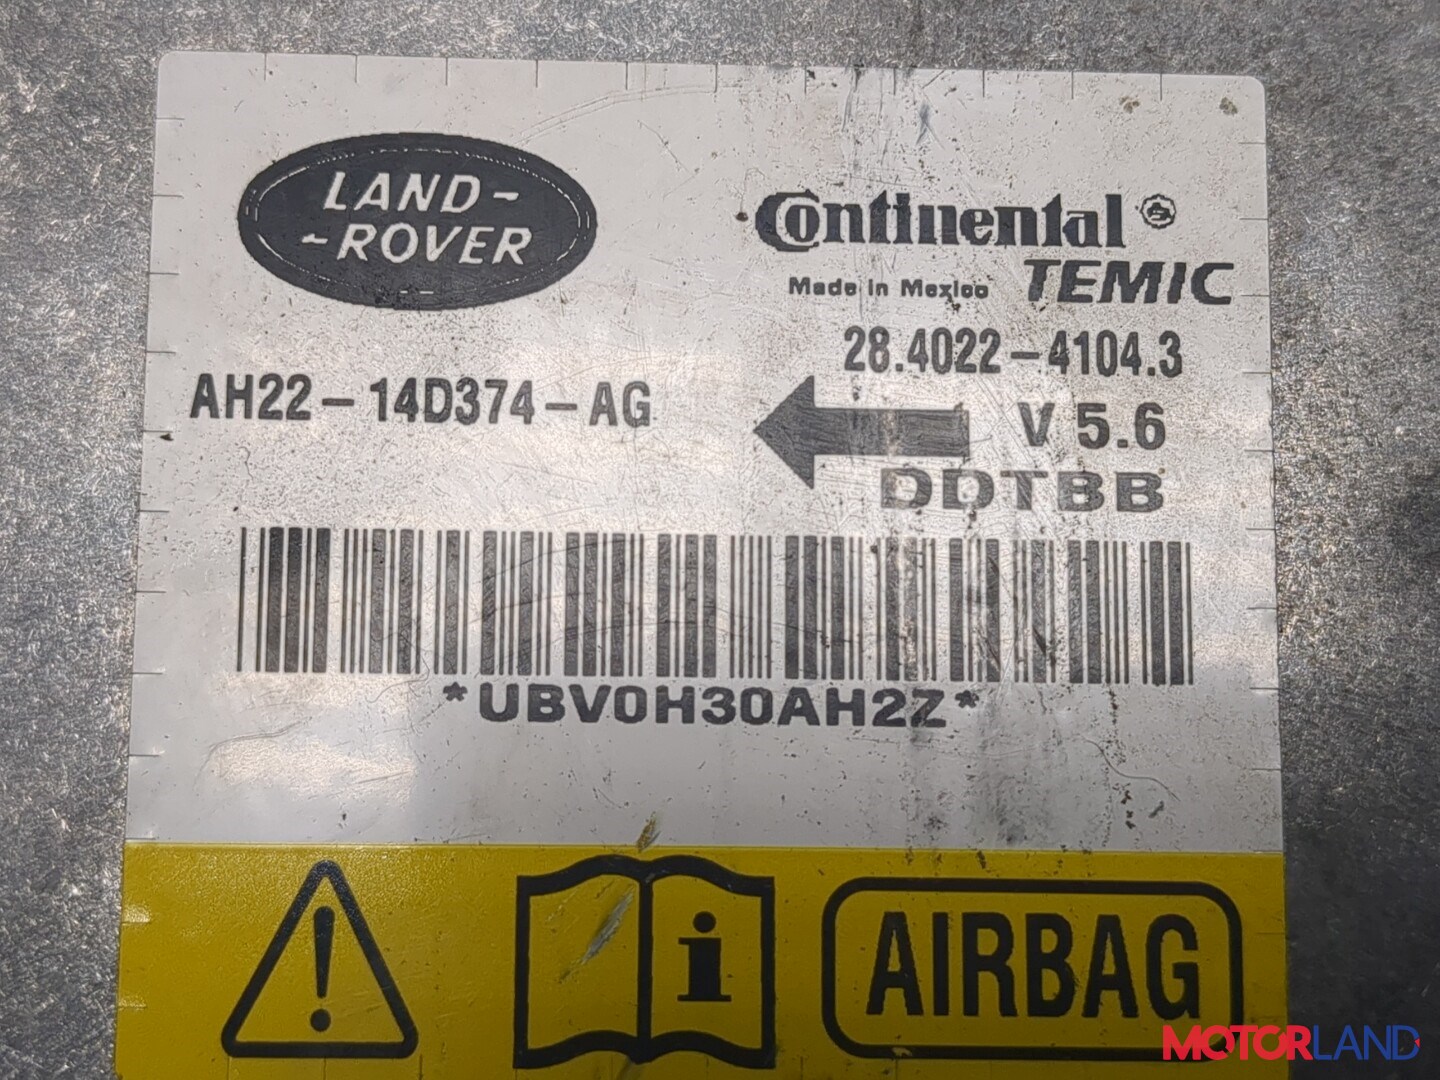 LAND-
-ROVER
Continental®
TEMIC
Made in Mexico
28.4022-4104.3
AH22-14D374-AG
V 5.6
DDTBB
*UBV0H30AH2Z*
AIRBAG
MOTORLAND